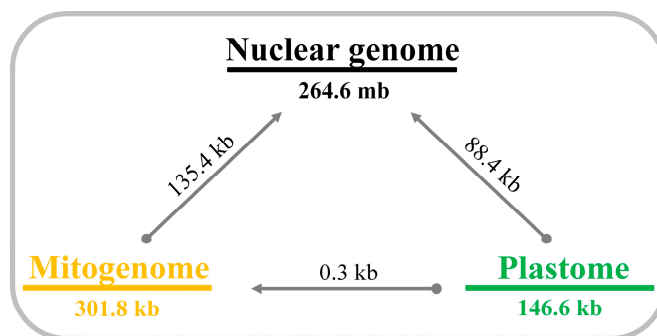 Nuclear genome
264.6 mb
135.4 kb
88.4 kb
Mitogenome
301.8 kb
0.3 kb
Plastome
146.6 kb